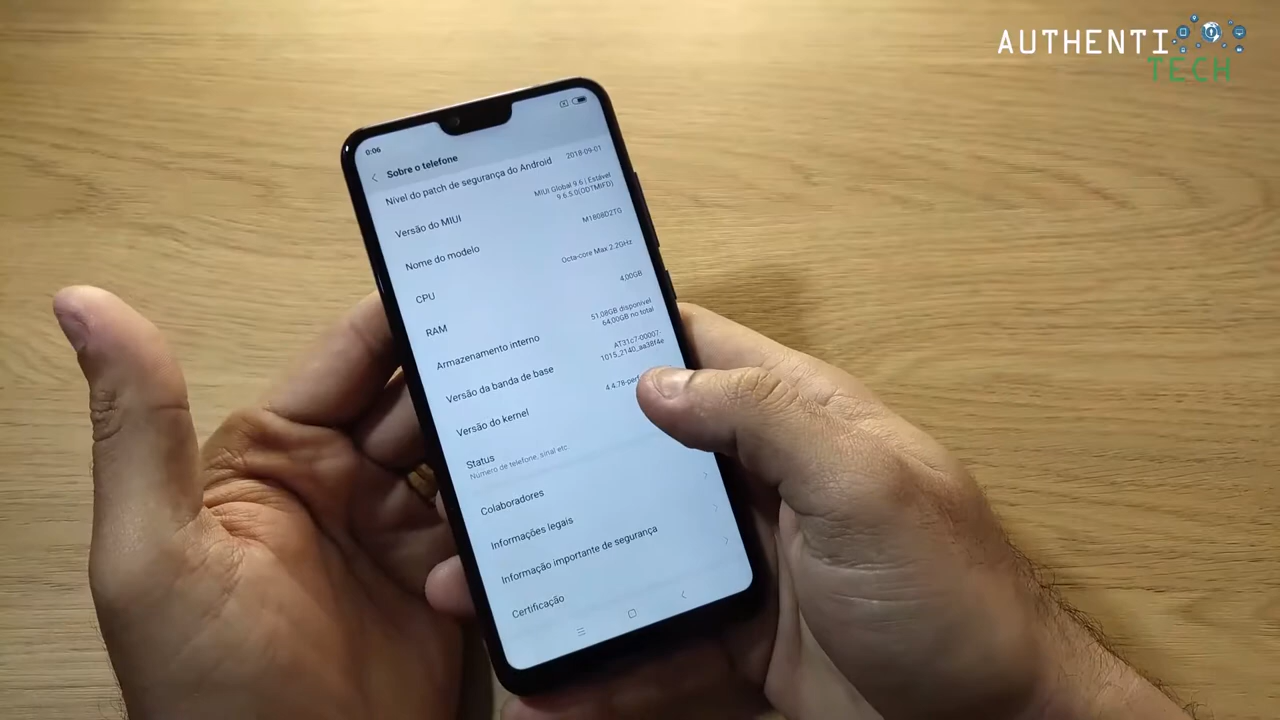 AUTHENTI
TECH
0:06
Sobre o telefone
Nível do patch de segurança do Android 2018-09-01
Versão do MIUI MIUI Global 9.6 | Estável
9.6.5.0(ODTMIFD)
Nome do modelo M1808D2TG
CPU Octa-core Max 2.2GHz
RAM 4,00GB
Armazenamento interno 51,08GB disponível
64,00GB no total
Versão da banda de base AT31c7-00007-
1015_2140_aa38f4e
Versão do kernel 4.4.78-perf
Status
Número de telefone, sinal etc.
Colaboradores
Informações legais
Informação importante de segurança
Certificação